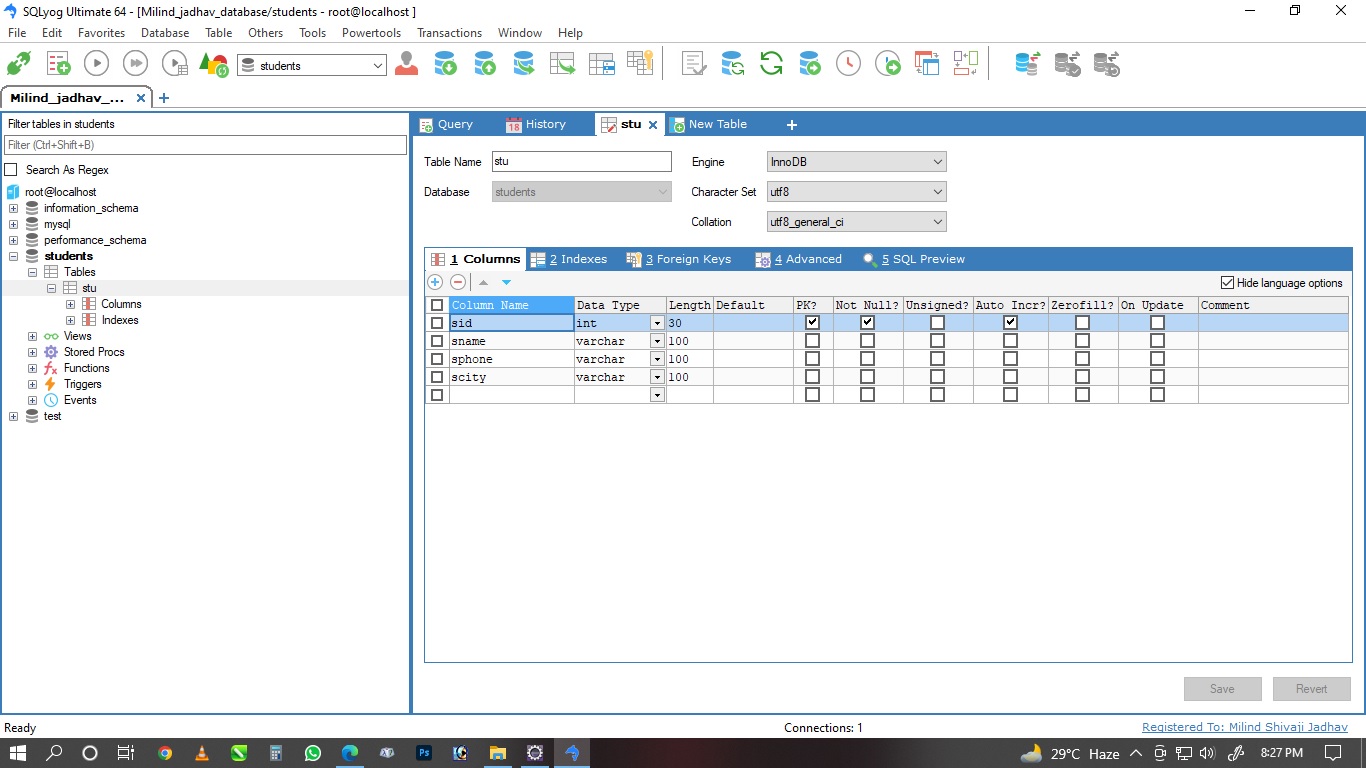 SQLyog Ultimate 64 - [Milind_jadhav_database/students - root@localhost ]
File Edit Favorites Database Table Others Tools Powertools Transactions Window Help
students
Milind_jadhav_...
Filter tables in students
Filter (Ctrl+Shift+B)
Search As Regex
root@localhost
information_schema
mysql
performance_schema
students
Tables
stu
Columns
Indexes
Views
Stored Procs
Functions
Triggers
Events
test
Query 18 History stu New Table
Table Name stu Engine InnoDB
Database students Character Set utf8
Collation utf8_general_ci
1 Columns 2 Indexes 3 Foreign Keys 4 Advanced 5 SQL Preview
Hide language options
Column Name Data Type Length Default PK? Not Null? Unsigned? Auto Incr? Zerofill? On Update Comment
sid int 30
sname varchar 100
sphone varchar 100
scity varchar 100
Save Revert
Ready Connections: 1 Registered To: Milind Shivaji Jadhav
Ps 29°C Haze 8:27 PM